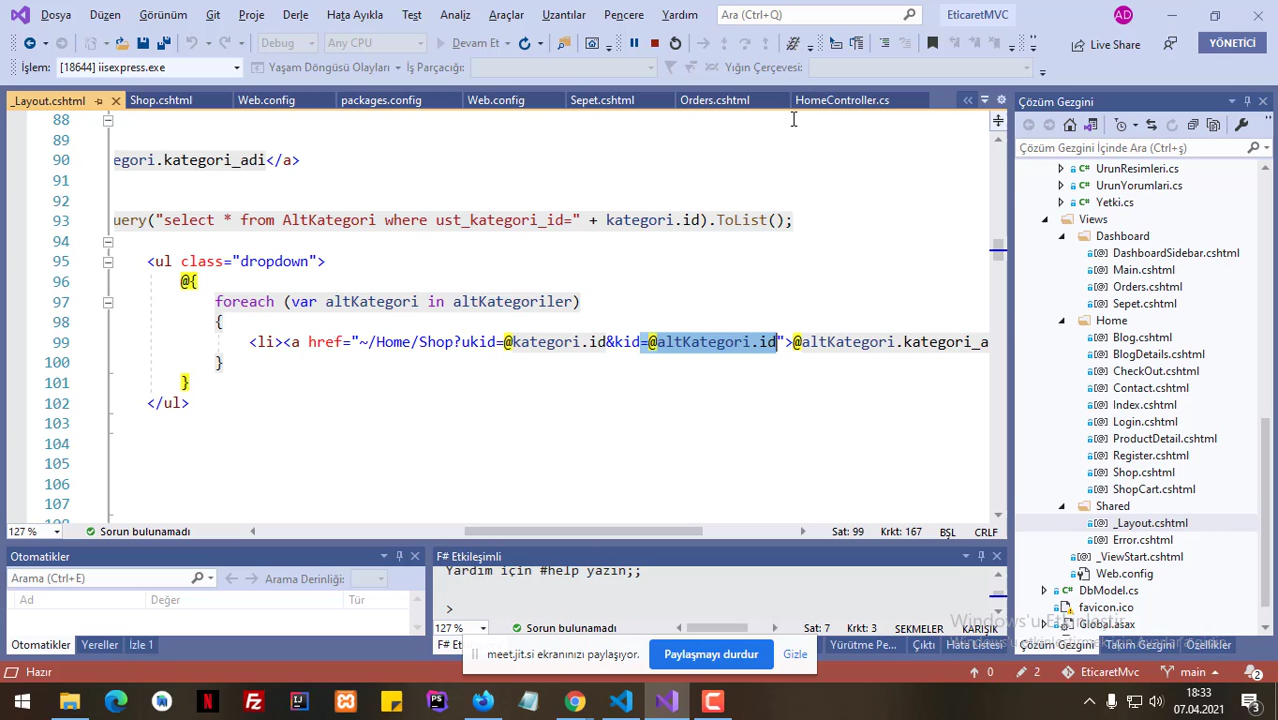 Dosya Düzenle Görünüm Git Proje Derle Hata Ayıkla Test Analiz Araçlar Uzantılar Pencere Yardım Ara (Ctrl+Q) EticaretMVC AD
Debug Any CPU Devam Et Live Share YÖNETİCİ
İşlem: [18644] iisexpress.exe Yaşam Döngüsü Olayları İş Parçacığı: Yığın Çerçevesi:
_Layout.cshtml Shop.cshtml Web.config packages.config Web.config Sepet.cshtml Orders.cshtml HomeController.cs
88
89
90 egori.kategori_adi</a>
91
92
93 uery("select * from AltKategori where ust_kategori_id=" + kategori.id).ToList();
94
95 <ul class="dropdown">
96 @{
97 foreach (var altKategori in altKategoriler)
98 {
99 <li><a href="~/Home/Shop?ukid=@kategori.id&kid=@altKategori.id">@altKategori.kategori_a
100 }
101 }
102 </ul>
103
104
105
106
107
127 % Sorun bulunamadı Sat: 99 Krkt: 167 BŞL CRLF
Otomatikler
Arama (Ctrl+E) Arama Derinliği:
Ad Değer Tür
Otomatikler Yereller İzle 1
F# Etkileşimli
Yardım için #help yazın;;
>
127 % Sorun bulunamadı Sat: 7 Krkt: 3 SEKMELER KARIŞIK
Yürütme Pe... Çıktı Hata Listesi
meet.jit.si ekranınızı paylaşıyor. Paylaşmayı durdur Gizle
Çözüm Gezgini
Çözüm Gezgini İçinde Ara (Ctrl+ş)
UrunResimleri.cs
UrunYorumlari.cs
Yetki.cs
Views
Dashboard
DashboardSidebar.cshtml
Main.cshtml
Orders.cshtml
Sepet.cshtml
Home
Blog.cshtml
BlogDetails.cshtml
CheckOut.cshtml
Contact.cshtml
Index.cshtml
Login.cshtml
ProductDetail.cshtml
Register.cshtml
Shop.cshtml
ShopCart.cshtml
Shared
_Layout.cshtml
Error.cshtml
_ViewStart.cshtml
Web.config
DbModel.cs
favicon.ico
Global.asax
Windows'u Etkinleştir
Çözüm Gezgini Takım Gezgini Özellikler
Hazır 0 2 EticaretMvc main
18:33
07.04.2021
3